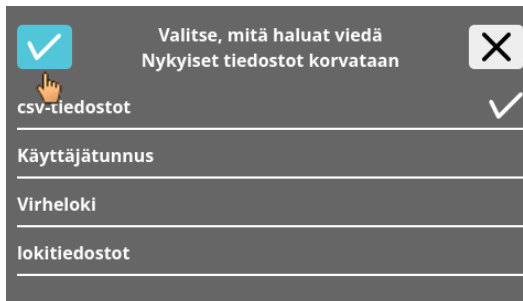 Valitse, mitä haluat viedä
Nykyiset tiedostot korvataan
csv-tiedostot
Käyttäjätunnus
Virheloki
lokitiedostot